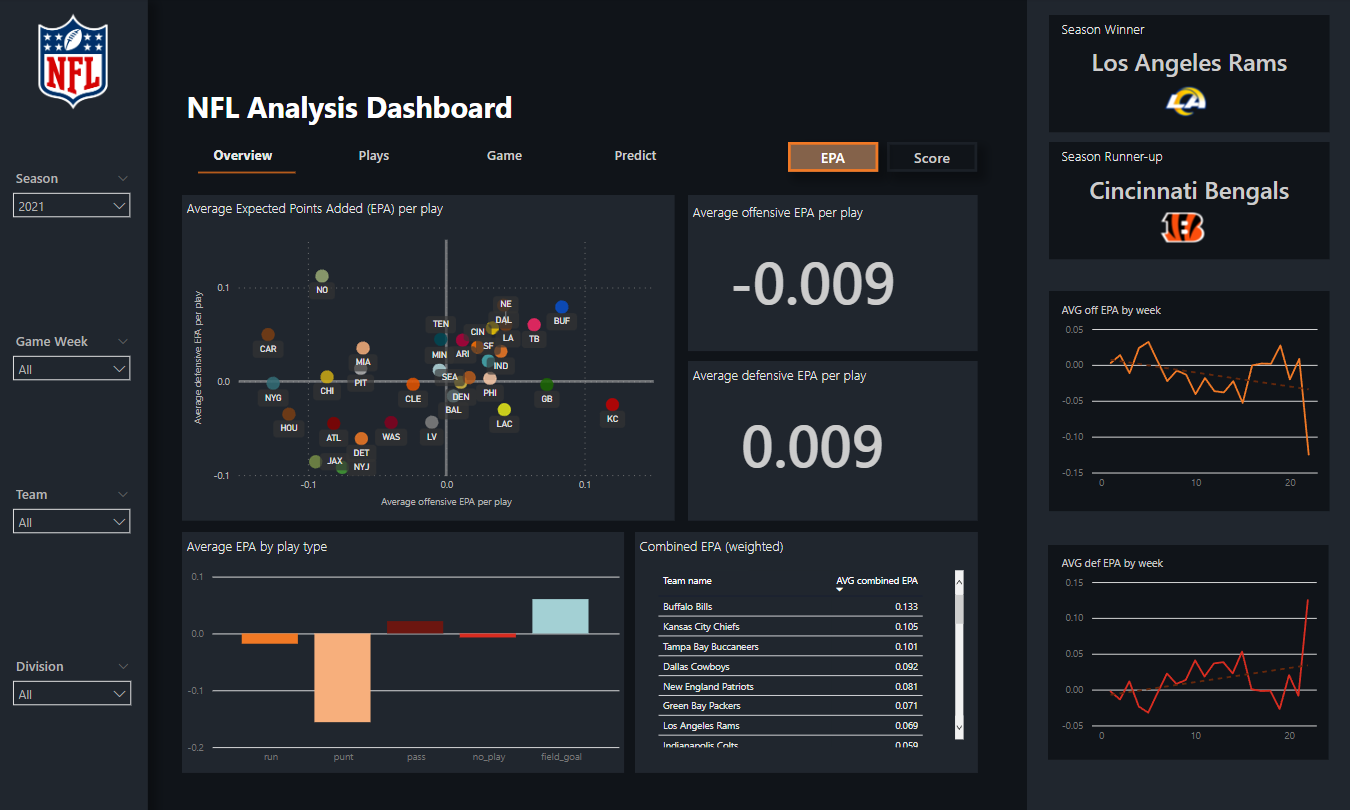 NFL
NFL Analysis Dashboard
Overview
Plays
Game
Predict
EPA
Score
Season
2021
Game Week
All
Team
All
Division
All
Average Expected Points Added (EPA) per play
Average defensive EPA per play
0.1
0.0
-0.1
NO
CAR
NYG
HOU
MIA
PIT
CHI
ATL
DET
JAX
NYJ
WAS
CLE
LV
TEN
MIN
ARI
CIN
NE
DAL
LA
SF
IND
SEA
DEN
BAL
PHI
LAC
TB
BUF
GB
KC
-0.1
0.0
0.1
Average offensive EPA per play
Average offensive EPA per play
-0.009
Average defensive EPA per play
0.009
Average EPA by play type
0.1
0.0
-0.1
-0.2
run
punt
pass
no_play
field_goal
Combined EPA (weighted)
Team name AVG combined EPA
Buffalo Bills 0.133
Kansas City Chiefs 0.105
Tampa Bay Buccaneers 0.101
Dallas Cowboys 0.092
New England Patriots 0.081
Green Bay Packers 0.071
Los Angeles Rams 0.069
Indianapolis Colts 0.059
Season Winner
Los Angeles Rams
Season Runner-up
Cincinnati Bengals
AVG off EPA by week
0.05
0.00
-0.05
-0.10
-0.15
0
10
20
AVG def EPA by week
0.15
0.10
0.05
0.00
-0.05
0
10
20